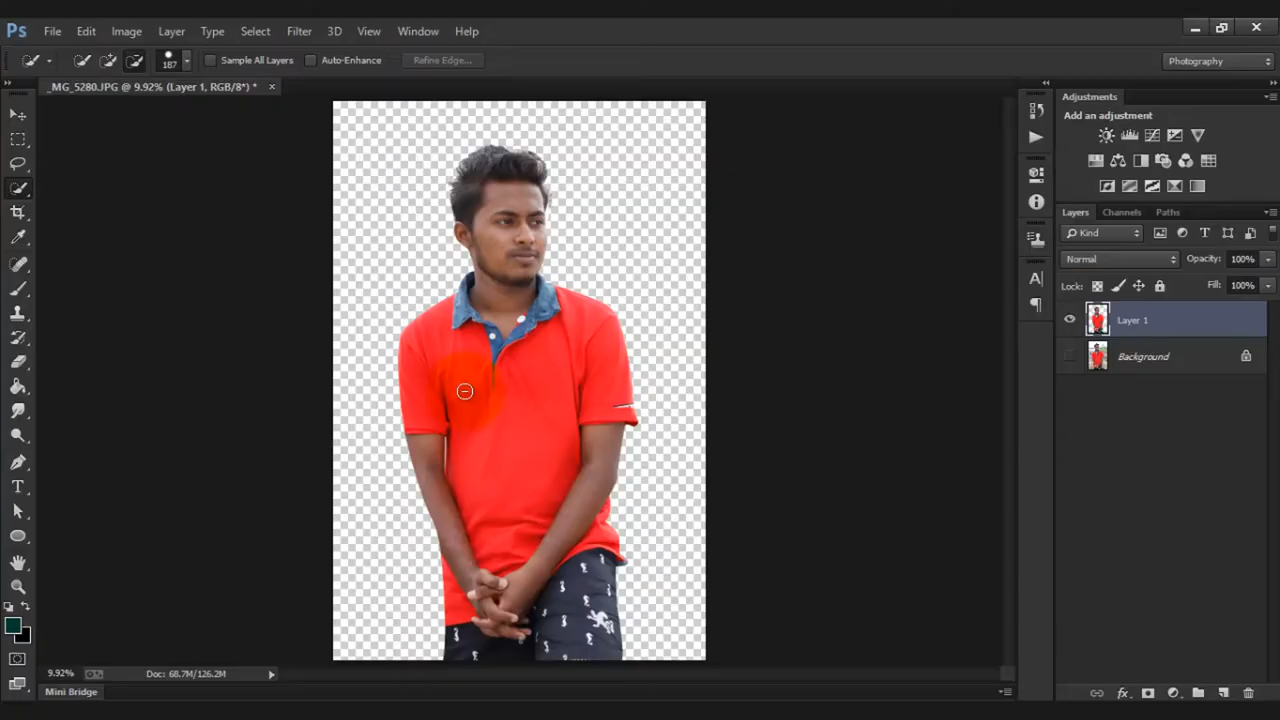 Ps File Edit Image Layer Type Select Filter 3D View Window Help
187 Sample All Layers Auto-Enhance Refine Edge... Photography
_MG_5280.JPG @ 9.92% (Layer 1, RGB/8*) * ×
Adjustments
Add an adjustment
Layers Channels Paths
Kind
Normal Opacity: 100%
Lock: Fill: 100%
Layer 1
Background
9.92% Doc: 68.7M/126.2M
Mini Bridge